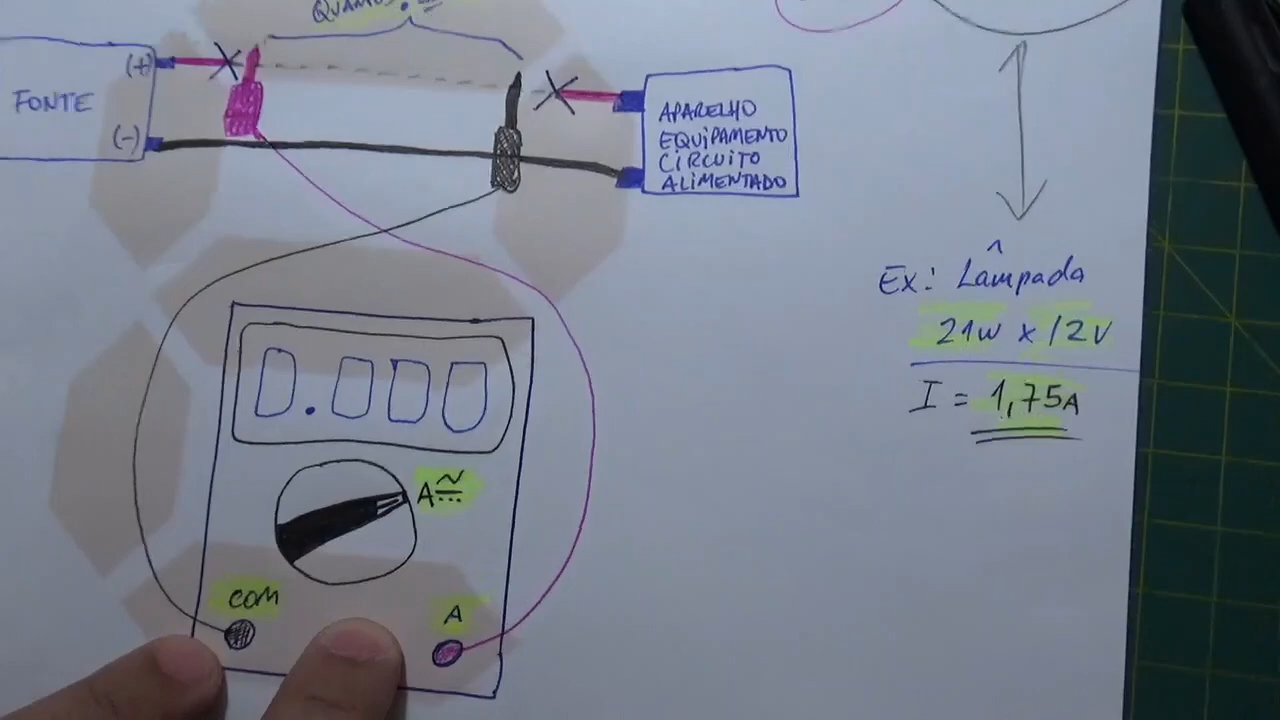 (+)
FONTE
(-)
APARELHO
EQUIPAMENTO
CIRCUITO
ALIMENTADO
Ex: Lâmpada
21w x 12V
I = 1,75A
0.000
A
COM
A